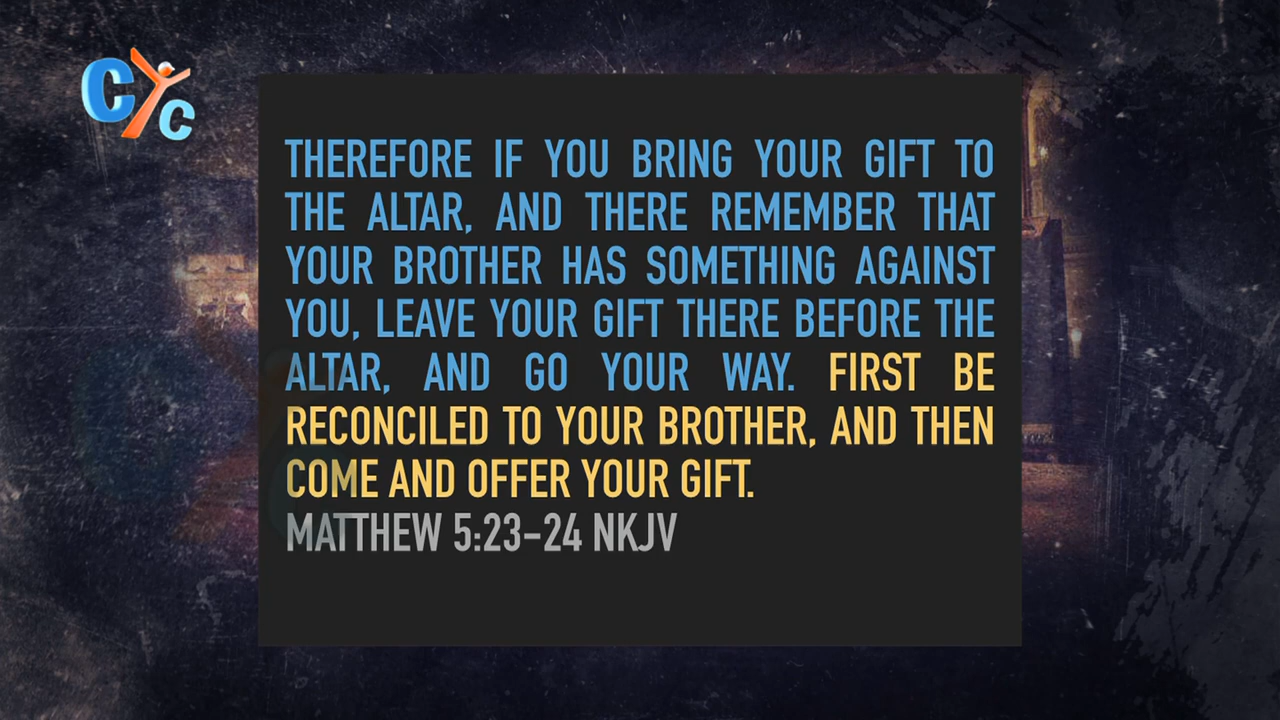 CYC
THEREFORE IF YOU BRING YOUR GIFT TO
THE ALTAR, AND THERE REMEMBER THAT
YOUR BROTHER HAS SOMETHING AGAINST
YOU, LEAVE YOUR GIFT THERE BEFORE THE
ALTAR, AND GO YOUR WAY. FIRST BE
RECONCILED TO YOUR BROTHER, AND THEN
COME AND OFFER YOUR GIFT.
MATTHEW 5:23-24 NKJV